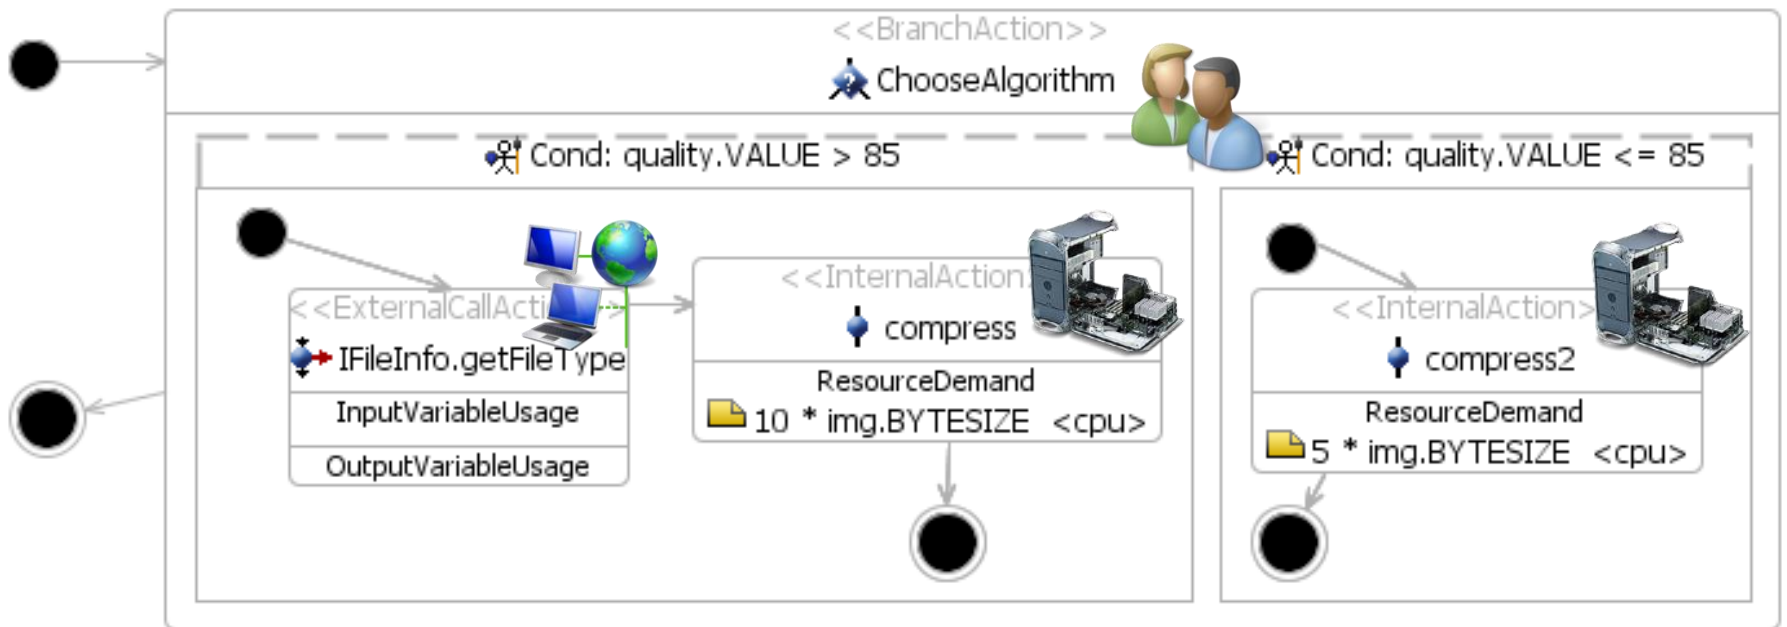 <<BranchAction>>
ChooseAlgorithm
Cond: quality.VALUE > 85
<<ExternalCallActi
IFileInfo.getFileType
InputVariableUsage
OutputVariableUsage
<<InternalAction
compress
ResourceDemand
10 * img.BYTESIZE <cpu>
Cond: quality.VALUE <= 85
<<InternalAction>
compress2
ResourceDemand
5 * img.BYTESIZE <cpu>